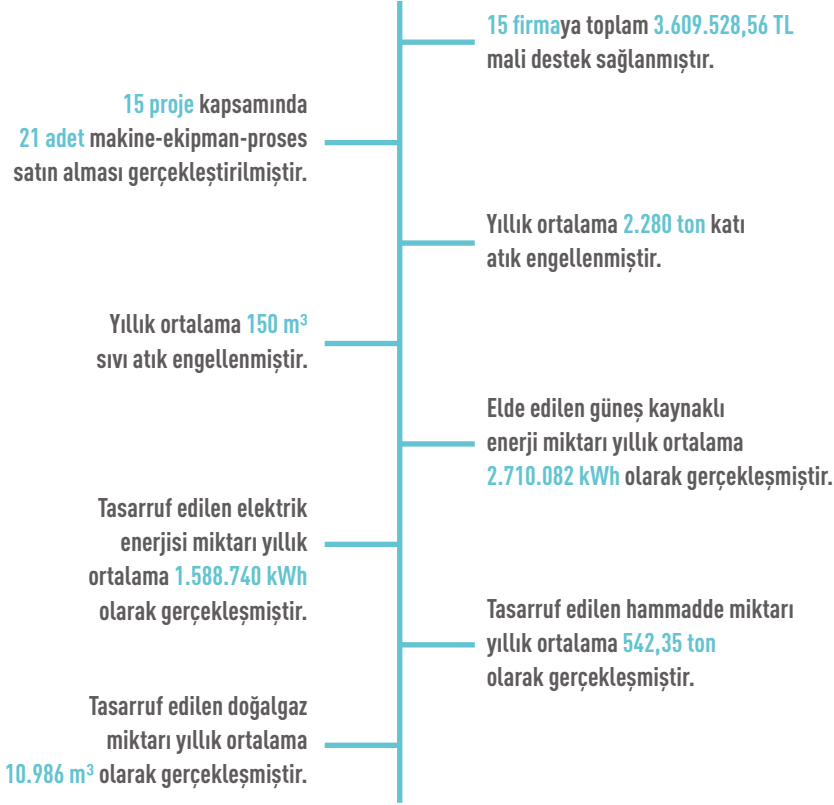 15 firmaya toplam 3.609.528,56 TL
mali destek sağlanmıştır.
15 proje kapsamında
21 adet makine-ekipman-proses
satın alması gerçekleştirilmiştir.
Yıllık ortalama 2.280 ton katı
atık engellenmiştir.
Yıllık ortalama 150 m³
sıvı atık engellenmiştir.
Elde edilen güneş kaynaklı
enerji miktarı yıllık ortalama
2.710.082 kWh olarak gerçekleşmiştir.
Tasarruf edilen elektrik
enerjisi miktarı yıllık
ortalama 1.588.740 kWh
olarak gerçekleşmiştir.
Tasarruf edilen hammadde miktarı
yıllık ortalama 542,35 ton
olarak gerçekleşmiştir.
Tasarruf edilen doğalgaz
miktarı yıllık ortalama
10.986 m³ olarak gerçekleşmiştir.